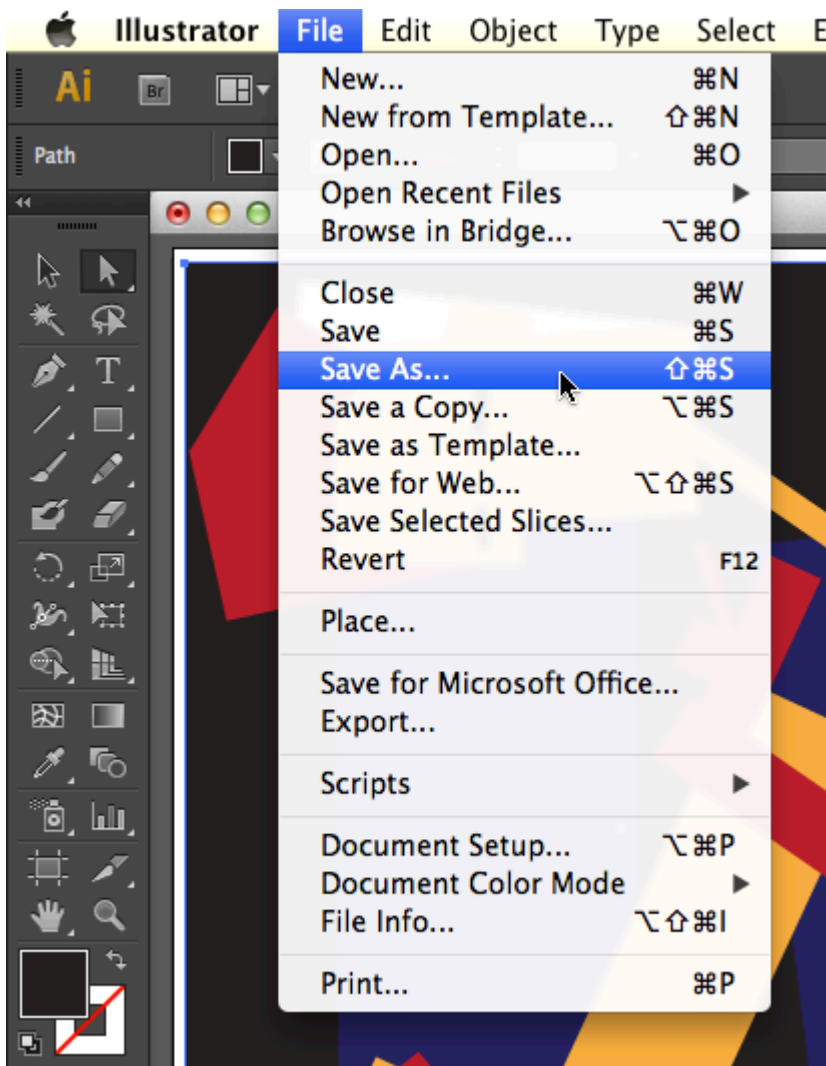 Illustrator File Edit Object Type Select E
Ai Br
Path
New... ⌘N
New from Template... ⇧⌘N
Open... ⌘O
Open Recent Files ▶
Browse in Bridge... ⌥⌘O
Close ⌘W
Save ⌘S
Save As... ⇧⌘S
Save a Copy... ⌥⌘S
Save as Template...
Save for Web... ⌥⇧⌘S
Save Selected Slices...
Revert F12
Place...
Save for Microsoft Office...
Export...
Scripts ▶
Document Setup... ⌥⌘P
Document Color Mode ▶
File Info... ⌥⇧⌘I
Print... ⌘P